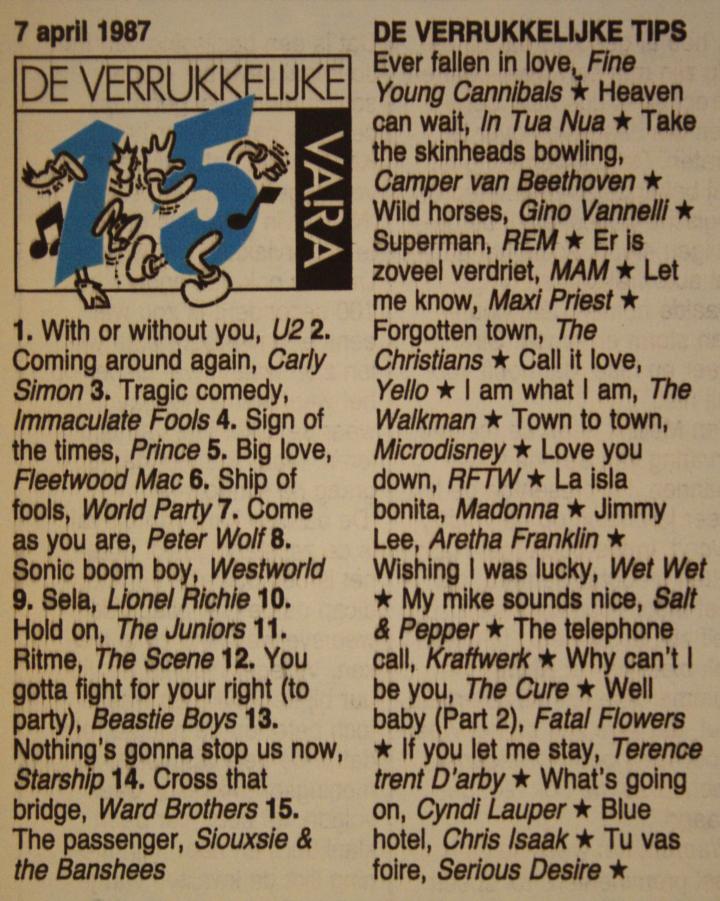 7 april 1987
DE VERRUKKELIJKE
15
VARA
1. With or without you, U2 2.
Coming around again, Carly
Simon 3. Tragic comedy,
Immaculate Fools 4. Sign of
the times, Prince 5. Big love,
Fleetwood Mac 6. Ship of
fools, World Party 7. Come
as you are, Peter Wolf 8.
Sonic boom boy, Westworld
9. Sela, Lionel Richie 10.
Hold on, The Juniors 11.
Ritme, The Scene 12. You
gotta fight for your right (to
party), Beastie Boys 13.
Nothing's gonna stop us now,
Starship 14. Cross that
bridge, Ward Brothers 15.
The passenger, Siouxsie &
the Banshees
DE VERRUKKELIJKE TIPS
Ever fallen in love, Fine
Young Cannibals ★ Heaven
can wait, In Tua Nua ★ Take
the skinheads bowling,
Camper van Beethoven ★
Wild horses, Gino Vannelli ★
Superman, REM ★ Er is
zoveel verdriet, MAM ★ Let
me know, Maxi Priest ★
Forgotten town, The
Christians ★ Call it love,
Yello ★ I am what I am, The
Walkman ★ Town to town,
Microdisney ★ Love you
down, RFTW ★ La isla
bonita, Madonna ★ Jimmy
Lee, Aretha Franklin ★
Wishing I was lucky, Wet Wet
★ My mike sounds nice, Salt
& Pepper ★ The telephone
call, Kraftwerk ★ Why can't I
be you, The Cure ★ Well
baby (Part 2), Fatal Flowers
★ If you let me stay, Terence
trent D'arby ★ What's going
on, Cyndi Lauper ★ Blue
hotel, Chris Isaak ★ Tu vas
foire, Serious Desire ★